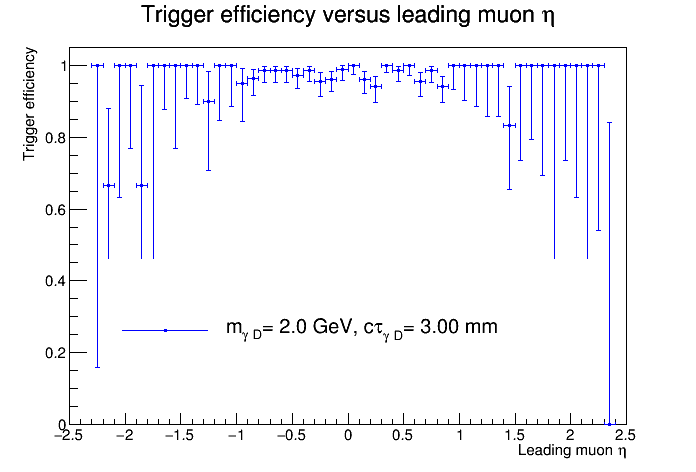 Trigger efficiency versus leading muon η
Trigger efficiency
1
0.8
0.6
0.4
0.2
0
m_γ D= 2.0 GeV, cτ_γ D= 3.00 mm
−2.5 −2 −1.5 −1 −0.5 0 0.5 1 1.5 2 2.5
Leading muon η